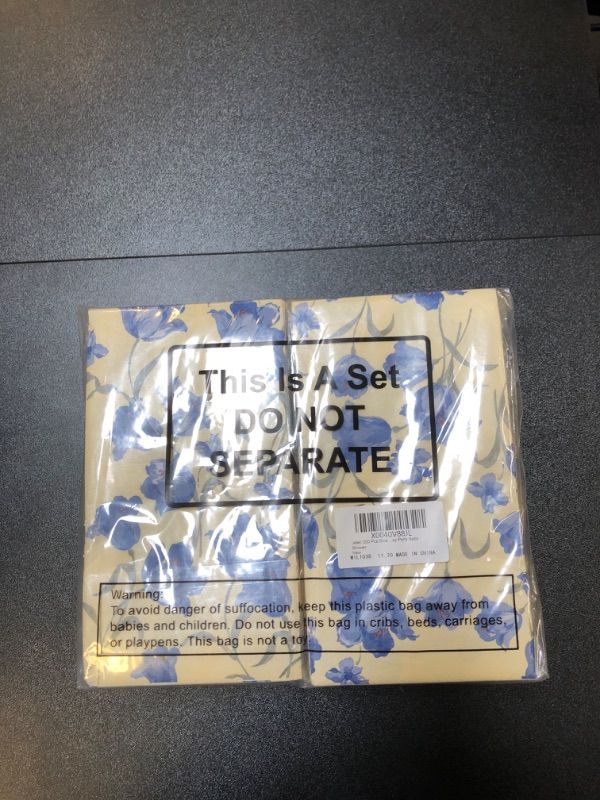 This Is A Set
DO NOT
SEPARATE
X0040V88JL
Shower
MADE IN CHINA
Warning:
To avoid danger of suffocation, keep this plastic bag away from
babies and children. Do not use this bag in cribs, beds, carriages,
or playpens. This bag is not a toy.